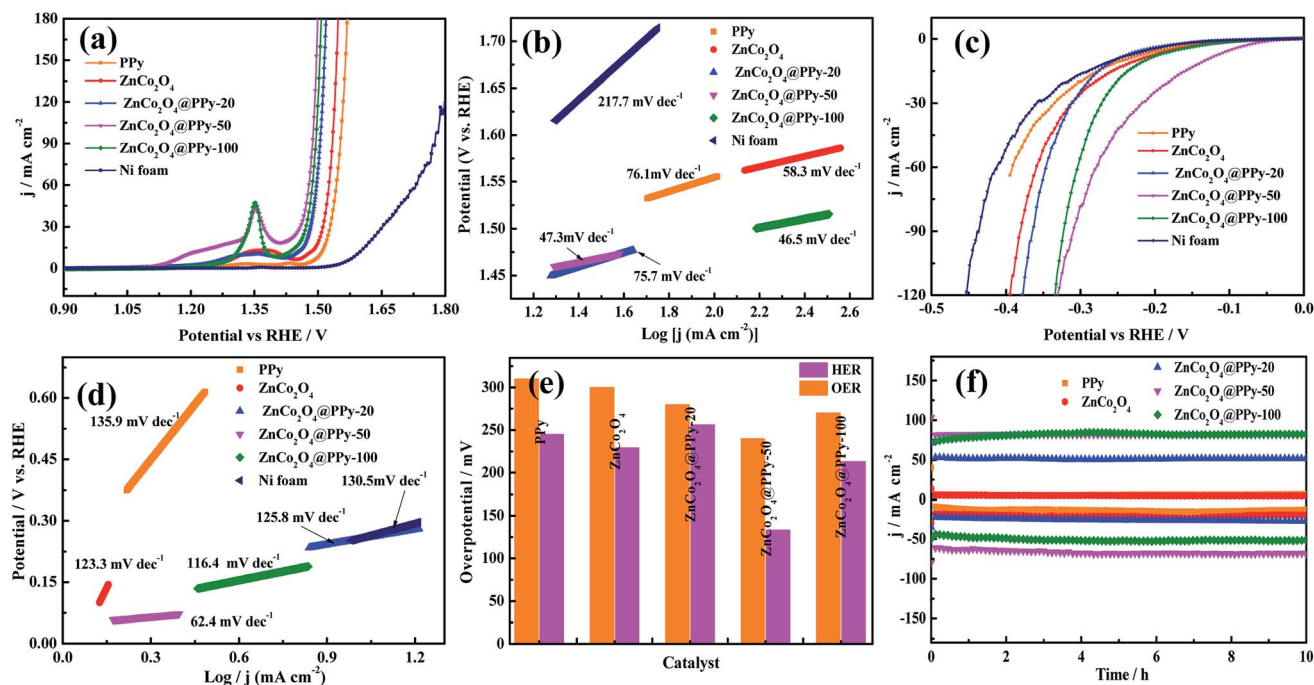 (a)
PPy
ZnCo₂O₄
ZnCo₂O₄@PPy-20
ZnCo₂O₄@PPy-50
ZnCo₂O₄@PPy-100
Ni foam
180
150
120
90
60
30
0
j / mA cm⁻²
0.90 1.05 1.20 1.35 1.50 1.65 1.80
Potential vs RHE / V
(b)
PPy
ZnCo₂O₄
ZnCo₂O₄@PPy-20
ZnCo₂O₄@PPy-50
ZnCo₂O₄@PPy-100
Ni foam
217.7 mV dec⁻¹
76.1mV dec⁻¹
58.3 mV dec⁻¹
47.3mV dec⁻¹
75.7 mV dec⁻¹
46.5 mV dec⁻¹
1.70
1.65
1.60
1.55
1.50
1.45
Potential (V vs. RHE)
1.2 1.4 1.6 1.8 2.0 2.2 2.4 2.6
Log [j (mA cm⁻²)]
(c)
PPy
ZnCo₂O₄
ZnCo₂O₄@PPy-20
ZnCo₂O₄@PPy-50
ZnCo₂O₄@PPy-100
Ni foam
0
-30
-60
-90
-120
j / mA cm⁻²
-0.5 -0.4 -0.3 -0.2 -0.1 0.0
Potential vs RHE / V
(d)
PPy
ZnCo₂O₄
ZnCo₂O₄@PPy-20
ZnCo₂O₄@PPy-50
ZnCo₂O₄@PPy-100
Ni foam
135.9 mV dec⁻¹
130.5mV dec⁻¹
125.8 mV dec⁻¹
123.3 mV dec⁻¹
116.4 mV dec⁻¹
62.4 mV dec⁻¹
0.60
0.45
0.30
0.15
0.00
Potential / V vs. RHE
0.0 0.3 0.6 0.9 1.2
Log / j (mA cm⁻²)
(e)
HER
OER
PPy
ZnCo₂O₄
ZnCo₂O₄@PPy-20
ZnCo₂O₄@PPy-50
ZnCo₂O₄@PPy-100
300
250
200
150
100
50
0
Overpotential / mV
Catalyst
(f)
PPy
ZnCo₂O₄
ZnCo₂O₄@PPy-20
ZnCo₂O₄@PPy-50
ZnCo₂O₄@PPy-100
150
100
50
0
-50
-100
j / mA cm⁻²
0 2 4 6 8 10
Time / h